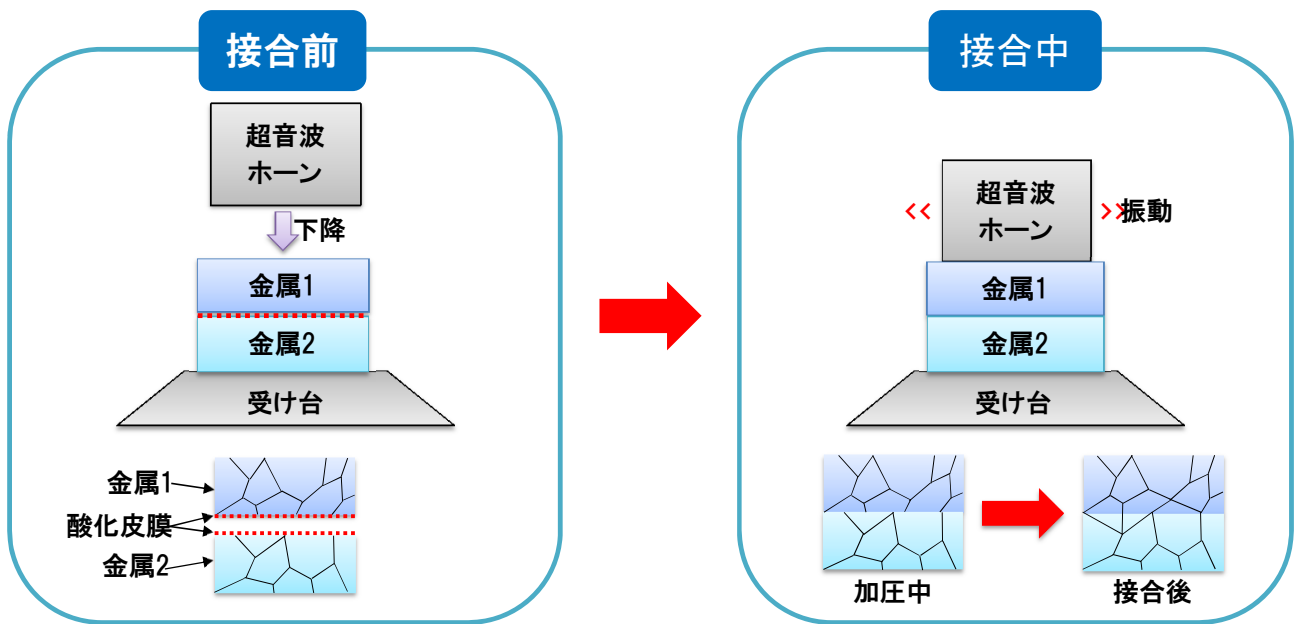 接合前
超音波
ホーン
下降
金属1
金属2
受け台
金属1
酸化皮膜
金属2
接合中
超音波
ホーン
<<
>>振動
金属1
金属2
受け台
加圧中
接合後